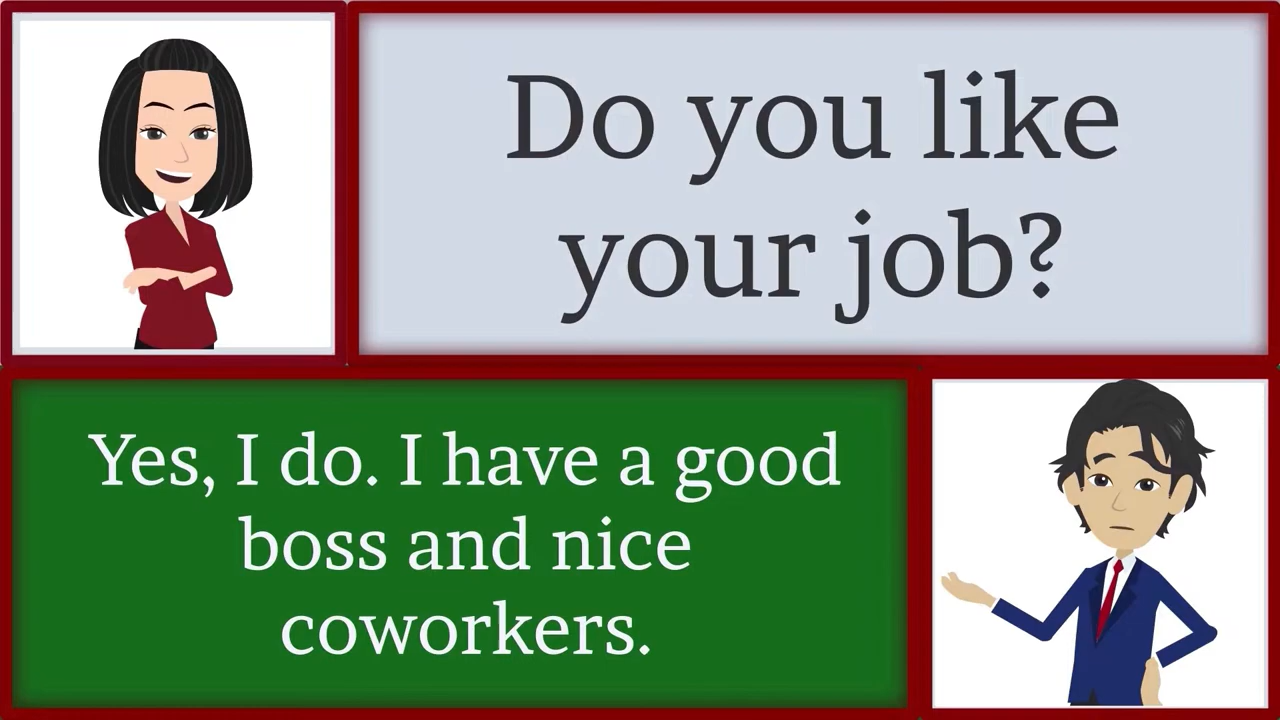 Do you like
your job?
Yes, I do. I have a good
boss and nice
coworkers.